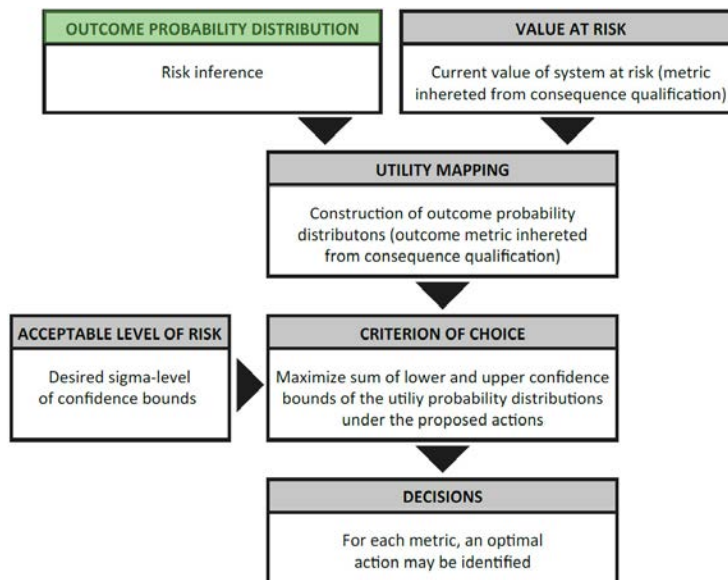 OUTCOME PROBABILITY DISTRIBUTION
Risk inference
VALUE AT RISK
Current value of system at risk (metric
inhereted from consequence qualification)
UTILITY MAPPING
Construction of outcome probability
distributons (outcome metric inhereted
from consequence qualification)
ACCEPTABLE LEVEL OF RISK
Desired sigma-level
of confidence bounds
CRITERION OF CHOICE
Maximize sum of lower and upper confidence
bounds of the utiliy probability distributions
under the proposed actions
DECISIONS
For each metric, an optimal
action may be identified